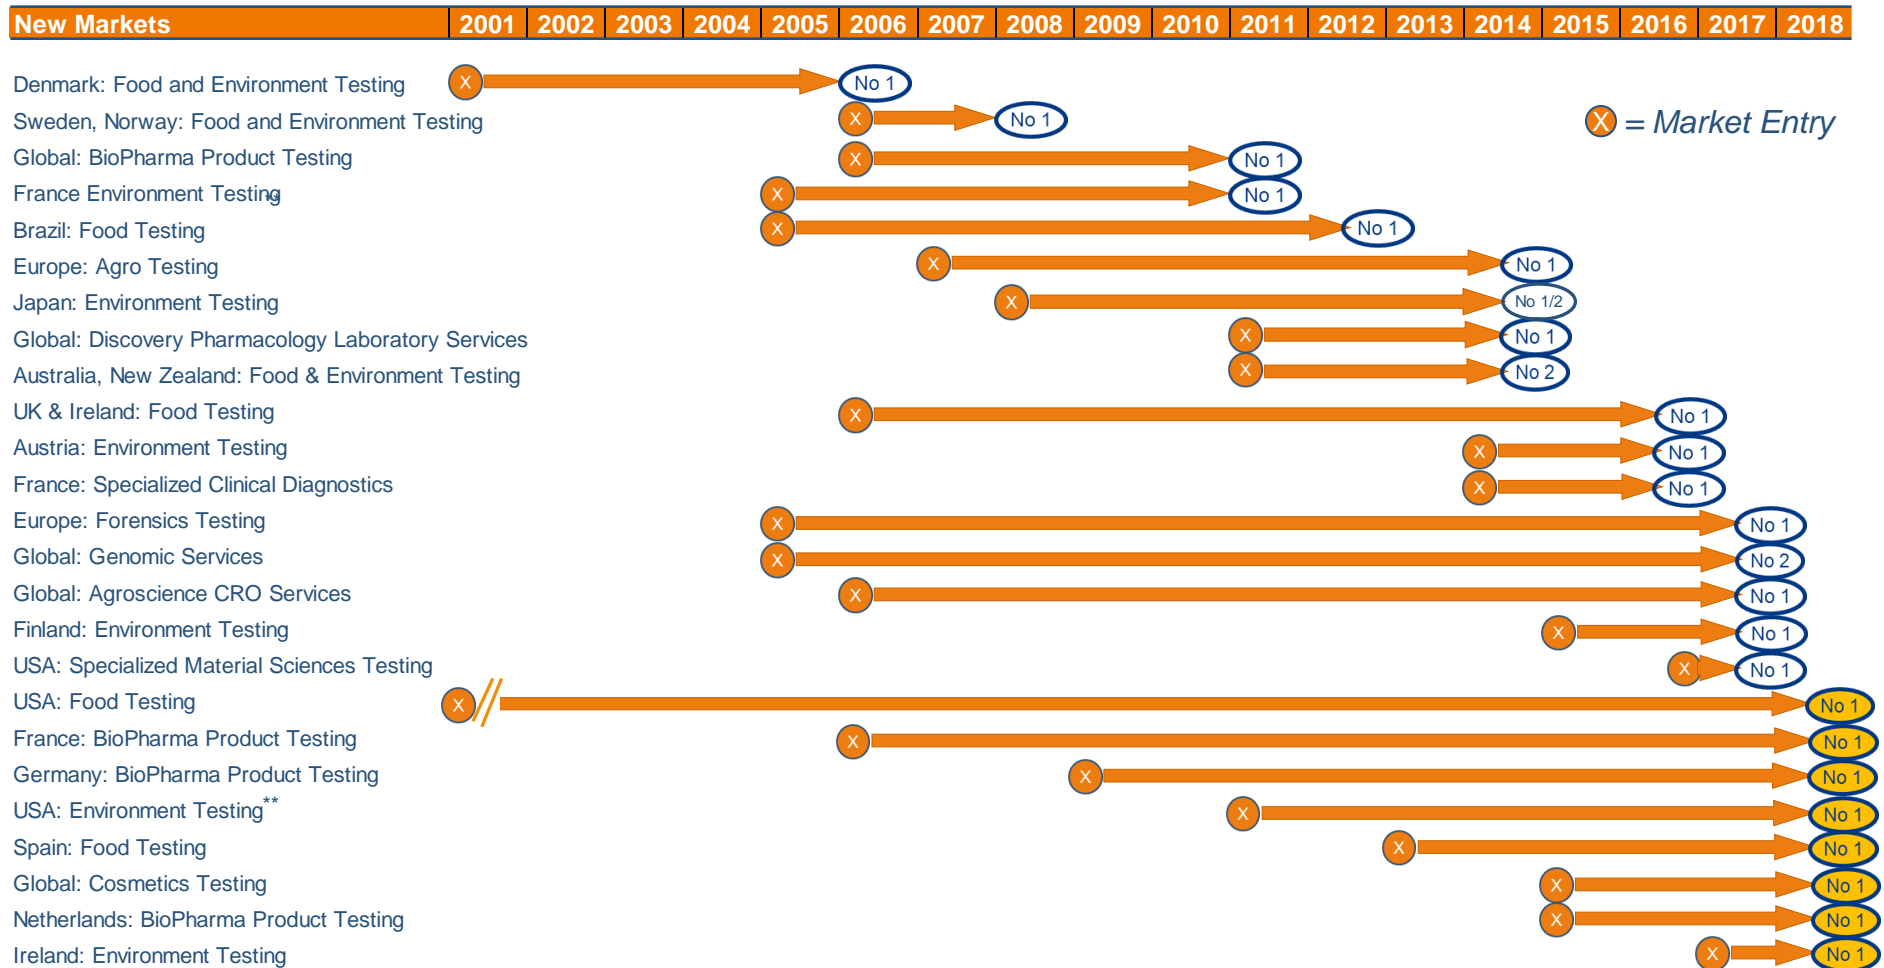 New Markets 2001 2002 2003 2004 2005 2006 2007 2008 2009 2010 2011 2012 2013 2014 2015 2016 2017 2018
Denmark: Food and Environment Testing X No 1
Sweden, Norway: Food and Environment Testing X No 1
X = Market Entry
Global: BioPharma Product Testing X No 1
France Environment Testing** X No 1
Brazil: Food Testing X No 1
Europe: Agro Testing X No 1
Japan: Environment Testing X No 1/2
Global: Discovery Pharmacology Laboratory Services X No 1
Australia, New Zealand: Food & Environment Testing X No 2
UK & Ireland: Food Testing X No 1
Austria: Environment Testing X No 1
France: Specialized Clinical Diagnostics X No 1
Europe: Forensics Testing X No 1
Global: Genomic Services X No 2
Global: Agroscience CRO Services X No 1
Finland: Environment Testing X No 1
USA: Specialized Material Sciences Testing X No 1
USA: Food Testing X // No 1
France: BioPharma Product Testing X No 1
Germany: BioPharma Product Testing X No 1
USA: Environment Testing** X No 1
Spain: Food Testing X No 1
Global: Cosmetics Testing X No 1
Netherlands: BioPharma Product Testing X No 1
Ireland: Environment Testing X No 1